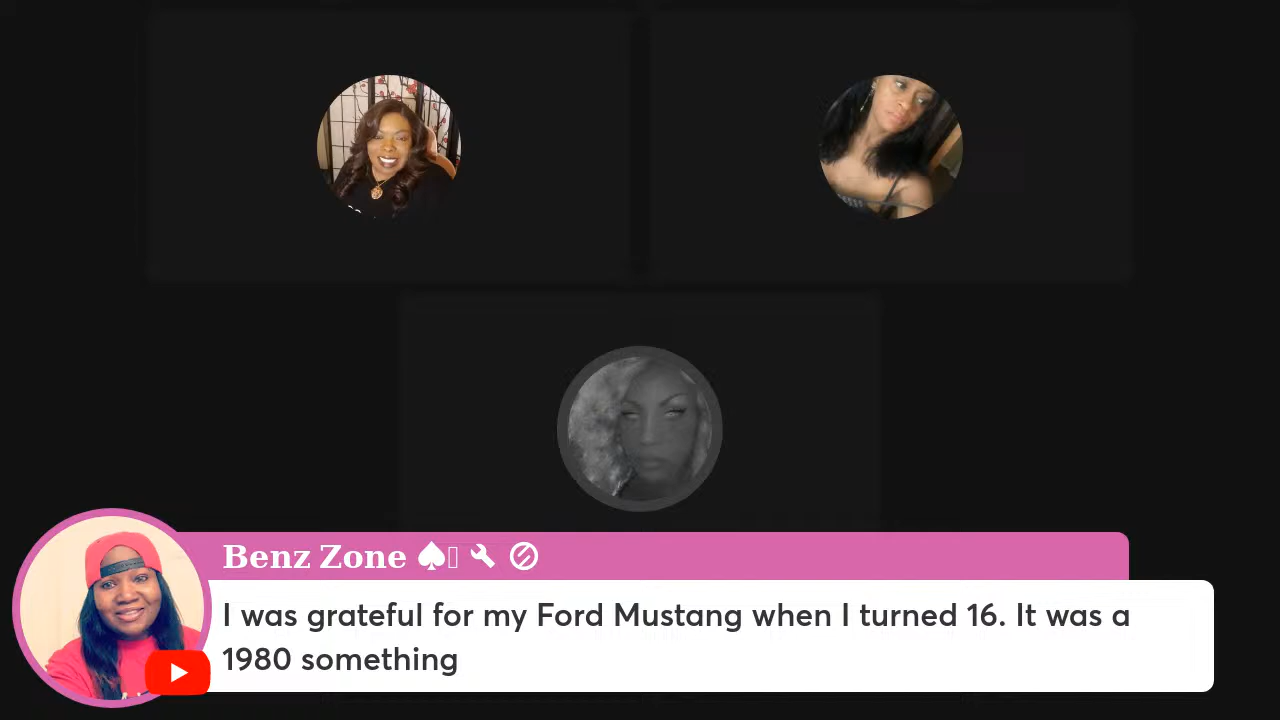 Benz Zone ♠️
I was grateful for my Ford Mustang when I turned 16. It was a
1980 something